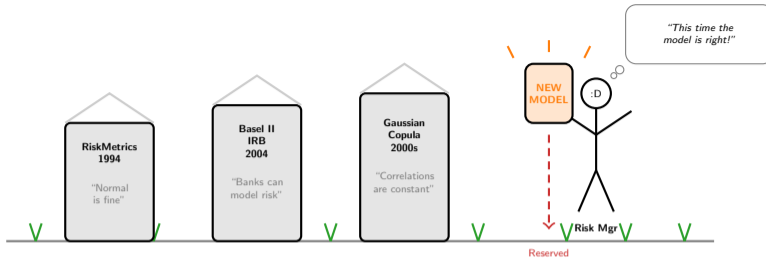 RiskMetrics
1994
“Normal
is fine”
Basel II
IRB
2004
“Banks can
model risk”
Gaussian
Copula
2000s
“Correlations
are constant”
NEW
MODEL
:D
“This time the
model is right!”
Risk Mgr
Reserved